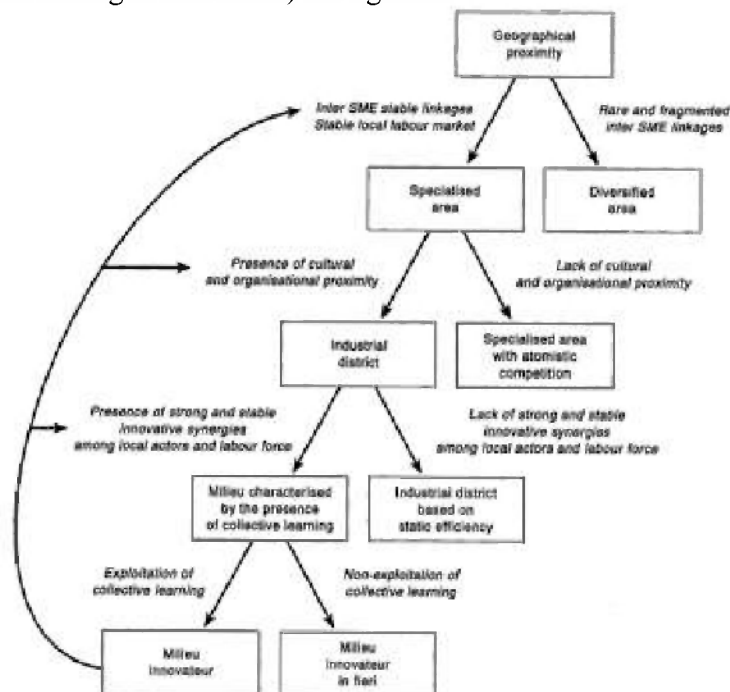 Geographical
proximity
Inter SME stable linkages
Stable local labour market
Rare and fragmented
inter SME linkages
Specialised
area
Diversified
area
Presence of cultural
and organisational proximity
Lack of cultural
and organisational proximity
Industrial
district
Specialised area
with atomistic
competition
Presence of strong and stable
innovative synergies
among local actors and labour force
Lack of strong and stable
innovative synergies
among local actors and labour force
Milieu characterised
by the presence
of collective learning
Industrial district
based on
static efficiency
Exploitation of
collective learning
Non-exploitation of
collective learning
Milieu
innovateur
Milieu
innovateur
in fieri